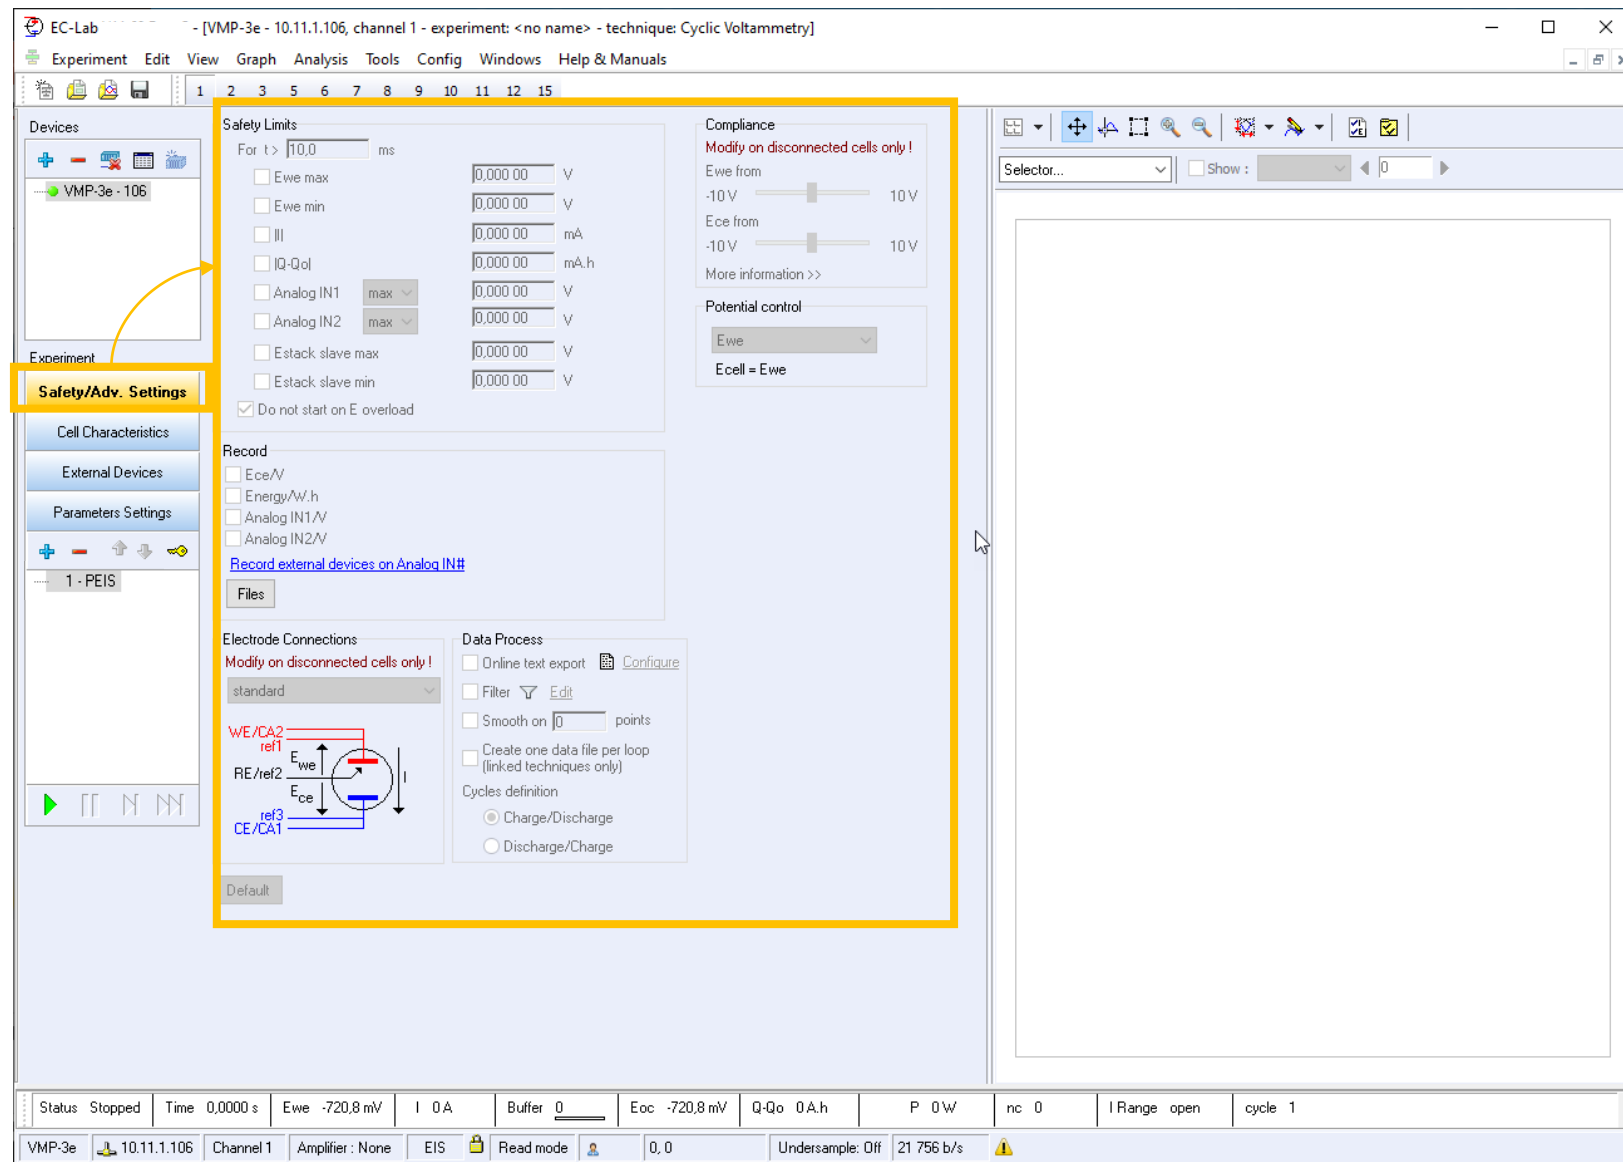 EC-Lab - [VMP-3e - 10.11.1.106, channel 1 - experiment: <no name> - technique: Cyclic Voltammetry]
Experiment Edit View Graph Analysis Tools Config Windows Help & Manuals
1 2 3 5 6 7 8 9 10 11 12 15
Devices
VMP-3e - 106
Experiment
Safety/Adv. Settings
Cell Characteristics
External Devices
Parameters Settings
1 - PEIS
Safety Limits
For t > 10,0 ms
Ewe max 0,000 00 V
Ewe min 0,000 00 V
|I| 0,000 00 mA
|Q-Qo| 0,000 00 mA.h
Analog IN1 max 0,000 00 V
Analog IN2 max 0,000 00 V
Estack slave max 0,000 00 V
Estack slave min 0,000 00 V
Do not start on E overload
Compliance
Modify on disconnected cells only !
Ewe from
-10 V 10 V
Ece from
-10 V 10 V
More information >>
Potential control
Ewe
Ecell = Ewe
Record
Ece/V
Energy/W.h
Analog IN1/V
Analog IN2/V
Record external devices on Analog IN#
Files
Electrode Connections
Modify on disconnected cells only !
standard
WE/CA2
ref1
Ewe
RE/ref2
I
Ece
ref3
CE/CA1
Data Process
Online text export Configure
Filter Edit
Smooth on 0 points
Create one data file per loop
(linked techniques only)
Cycles definition
Charge/Discharge
Discharge/Charge
Default
Selector... Show : 0
Status Stopped Time 0,0000 s Ewe -720,8 mV I 0 A Buffer 0 Eoc -720,8 mV Q-Qo 0 A.h P 0 W nc 0 I Range open cycle 1
VMP-3e 10.11.1.106 Channel 1 Amplifier : None EIS Read mode 0, 0 Undersample: Off 21 756 b/s